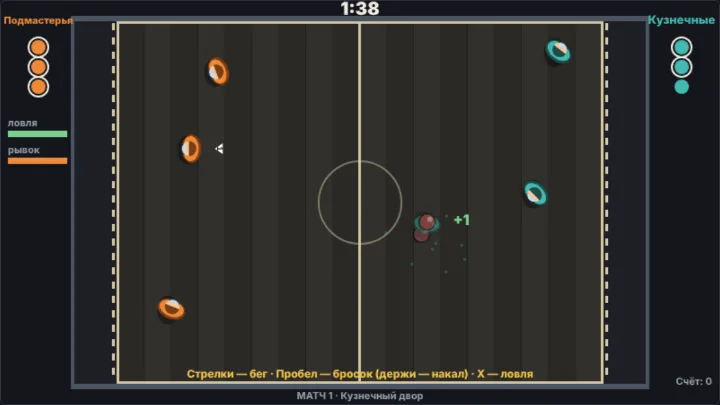 1:38
Подмастерья
Кузнечные
ловля
рывок
+1
Стрелки — бег · Пробел — бросок (держи — накал) · X — ловля
Счёт: 0
МАТЧ 1 · Кузнечный двор